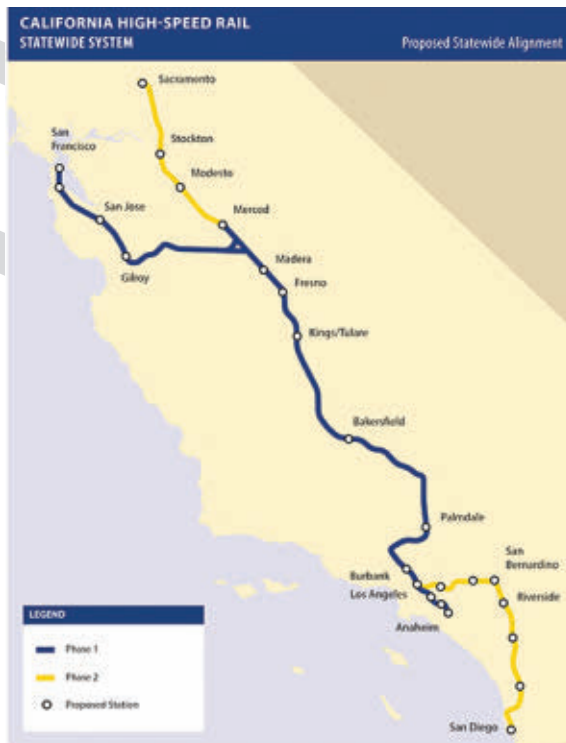 CALIFORNIA HIGH-SPEED RAIL
STATEWIDE SYSTEM
Proposed Statewide Alignment
Sacramento
San
Francisco
Stockton
Modesto
San Jose
Merced
Gilroy
Madera
Fresno
Kings/Tulare
Bakersfield
Palmdale
San
Bernardino
Burbank
Los Angeles
Riverside
Anaheim
San Diego
LEGEND
Phase 1
Phase 2
Proposed Station